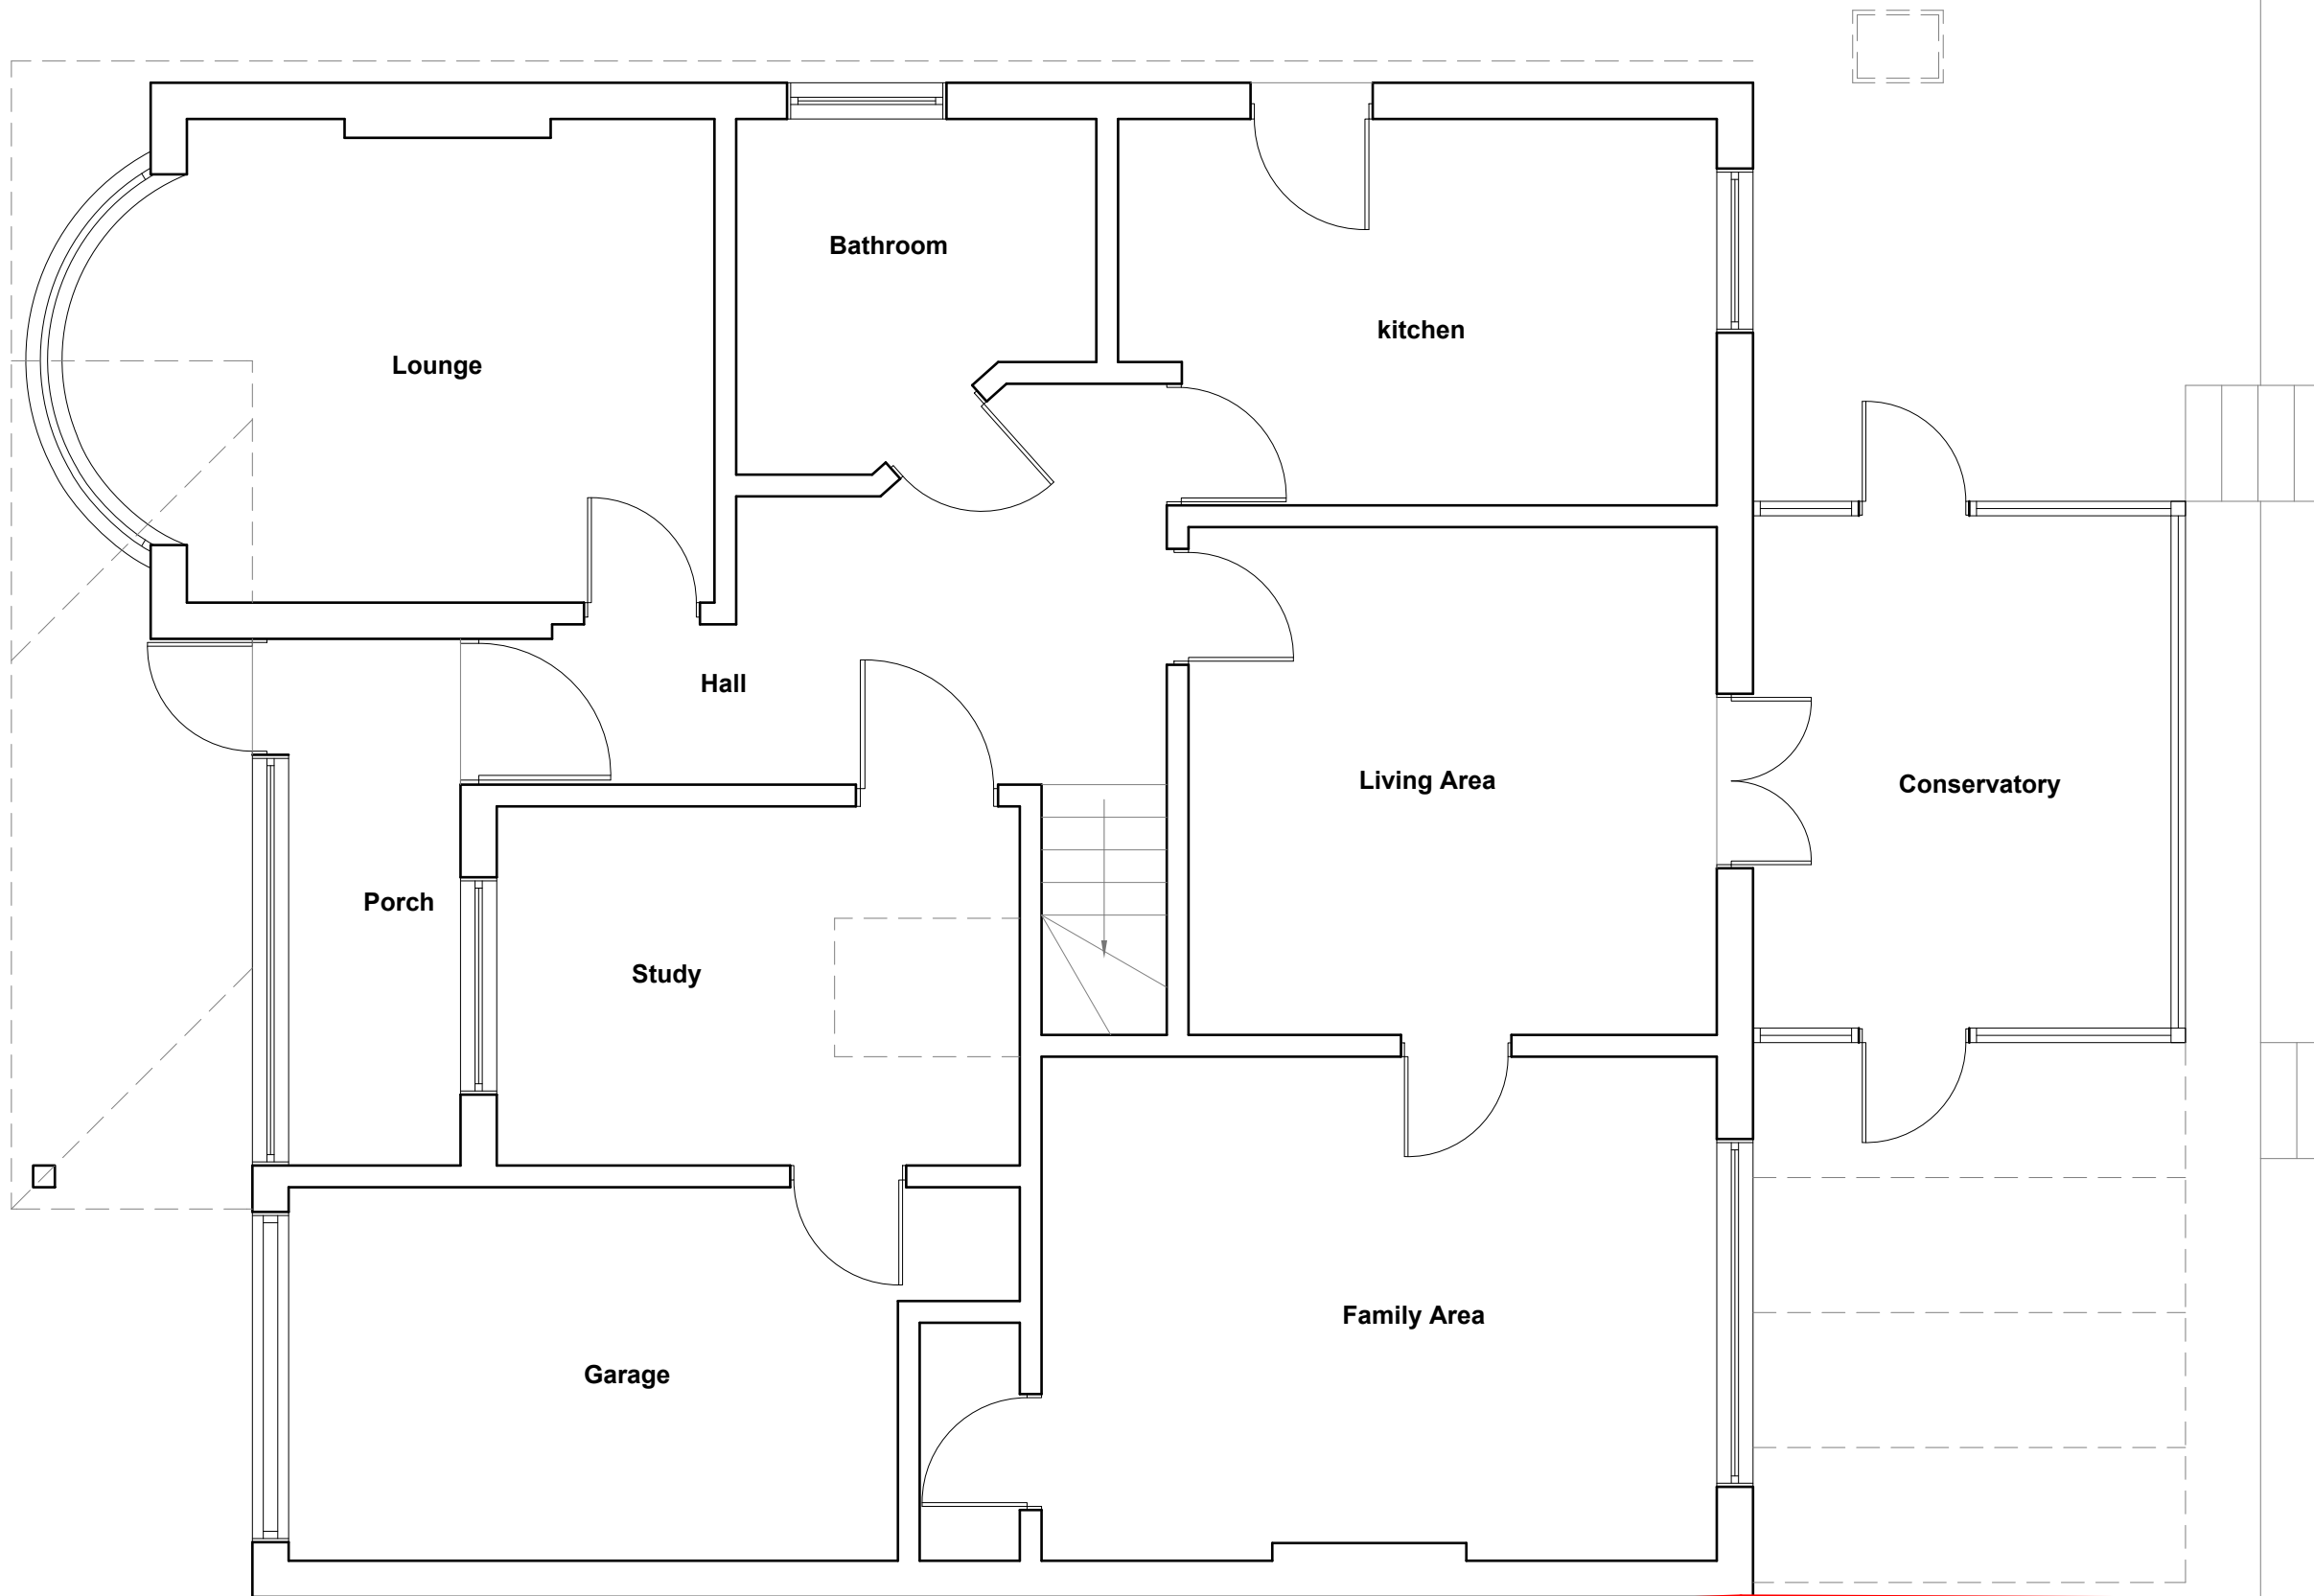 Bathroom
kitchen
Lounge
Hall
Living Area
Conservatory
Porch
Study
Family Area
Garage